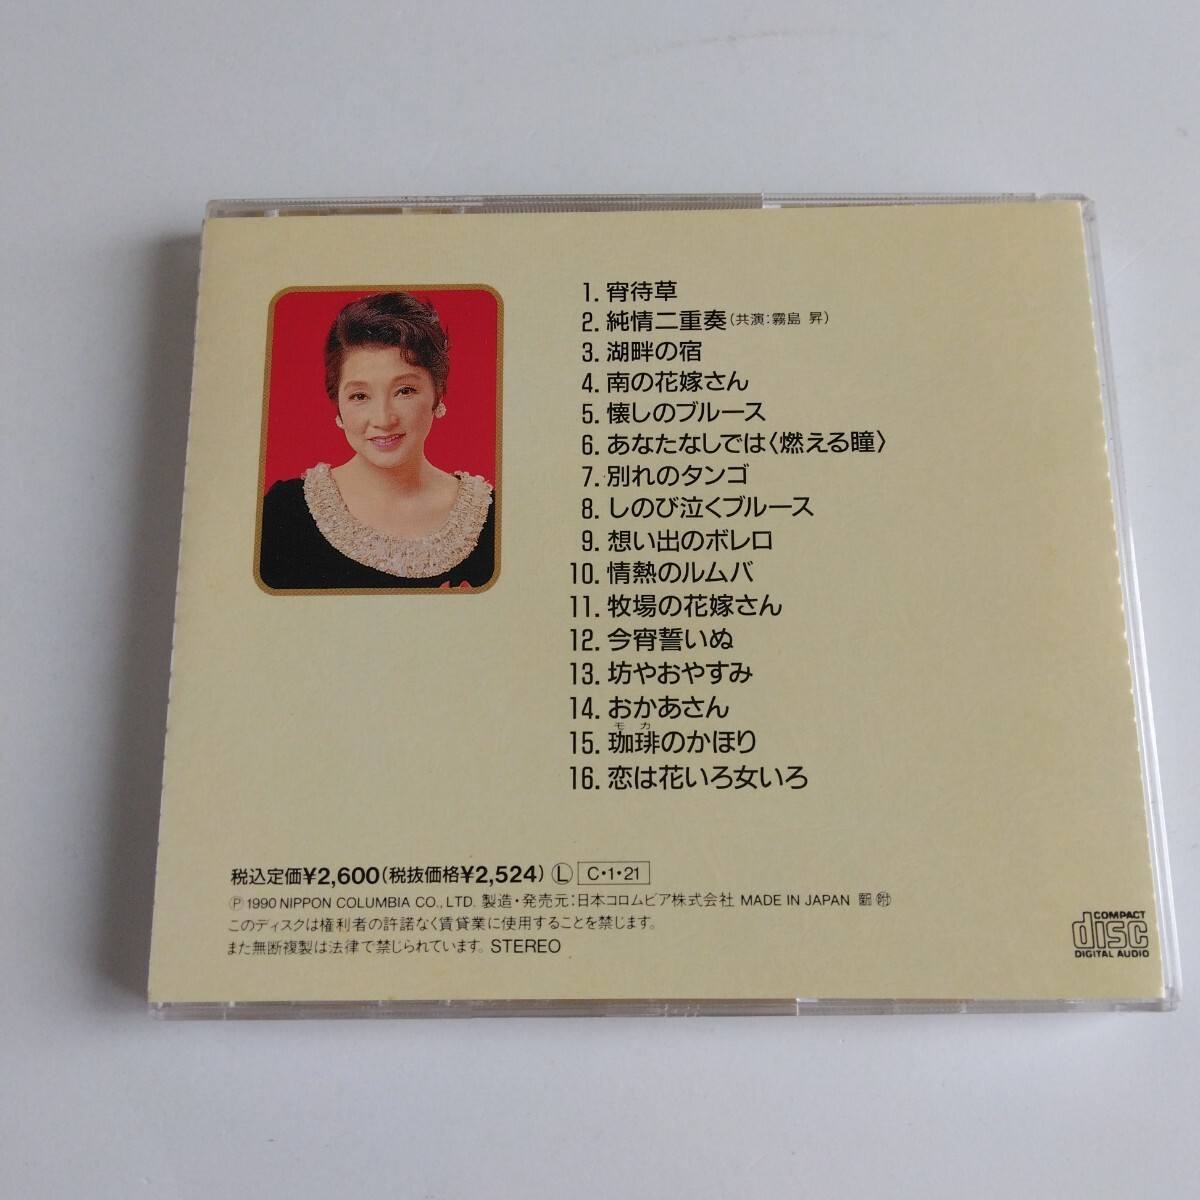 1. 宵待草
2. 純情二重奏(共演:霧島 昇)
3. 湖畔の宿
4. 南の花嫁さん
5. 懐しのブルース
6. あなたなしでは〈燃える瞳〉
7. 別れのタンゴ
8. しのび泣くブルース
9. 想い出のボレロ
10. 情熱のルムバ
11. 牧場の花嫁さん
12. 今宵誓いぬ
13. 坊やおやすみ
14. おかあさん
モカ
15. 珈琲のかほり
16. 恋は花いろ女いろ
税込定価¥2,600(税抜価格¥2,524) Ⓛ C・1・21
Ⓟ 1990 NIPPON COLUMBIA CO., LTD. 製造・発売元:日本コロムビア株式会社 MADE IN JAPAN
このディスクは権利者の許諾なく賃貸業に使用することを禁じます。
また無断複製は法律で禁じられています。 STEREO
COMPACT
disc
DIGITAL AUDIO